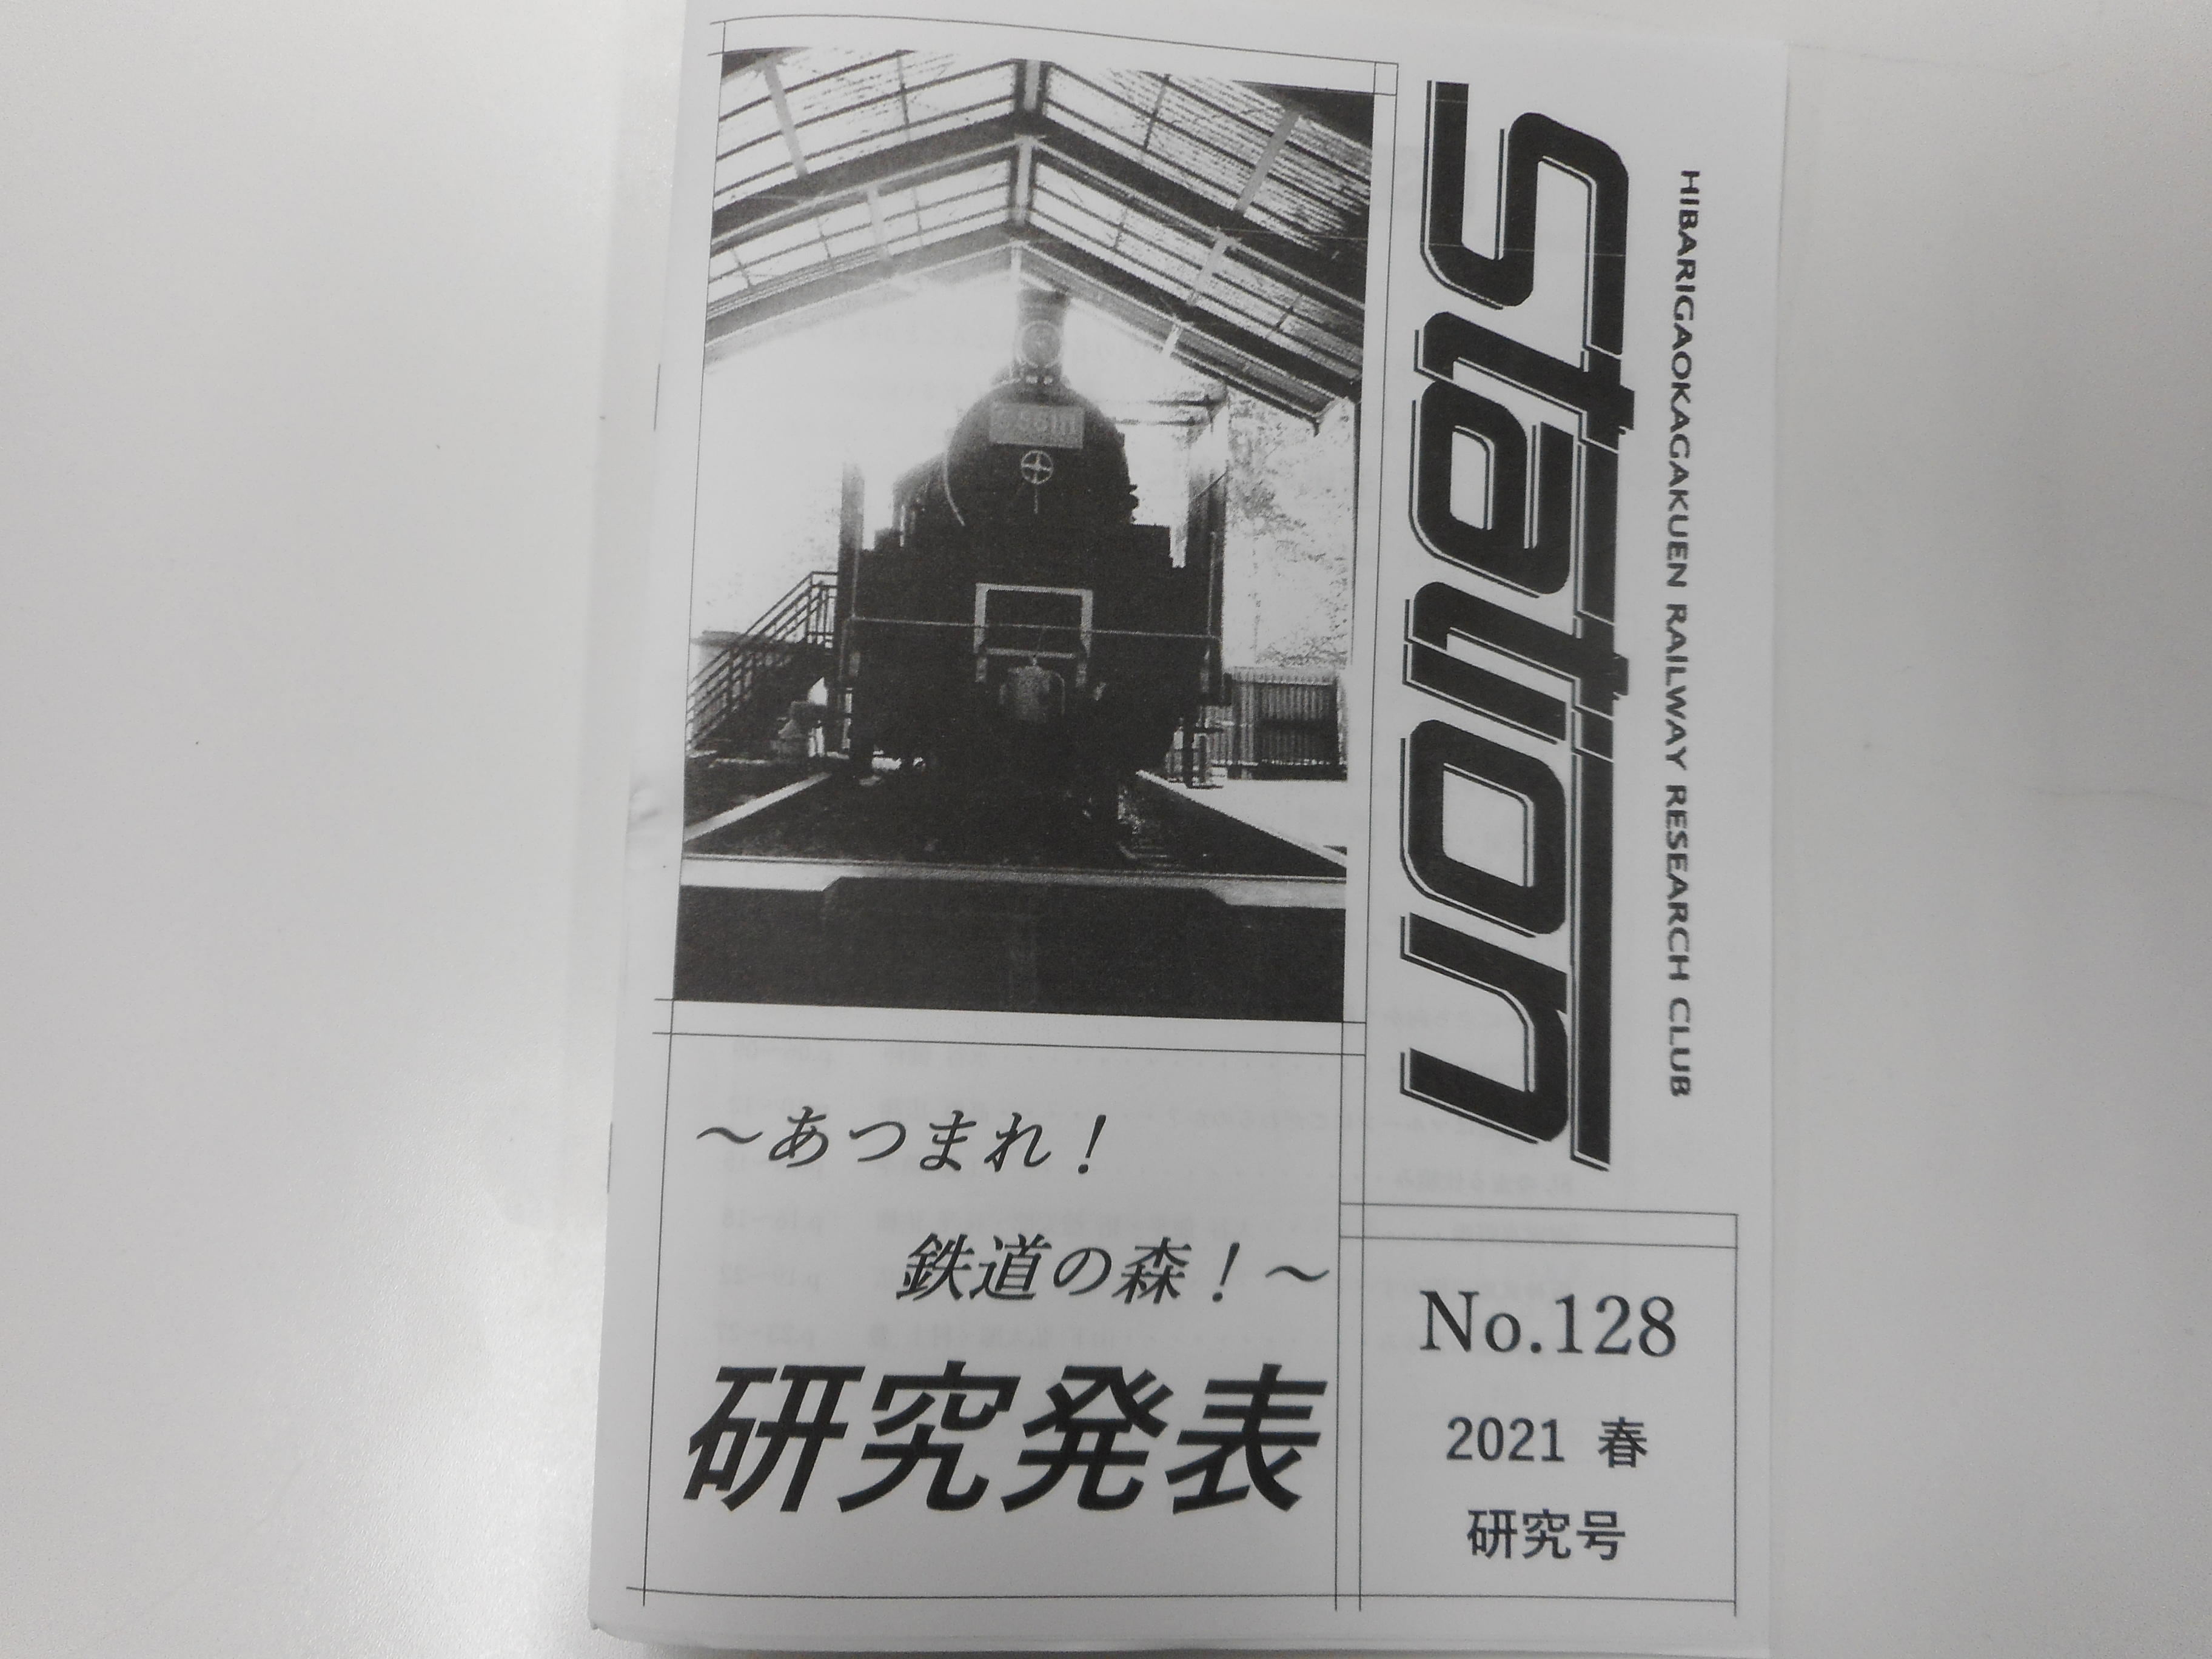 HIBARIGAOKAGAKUEN RAILWAY RESEARCH CLUB
station
～あつまれ！
鉄道の森！～
研究発表
No.128
2021 春
研究号